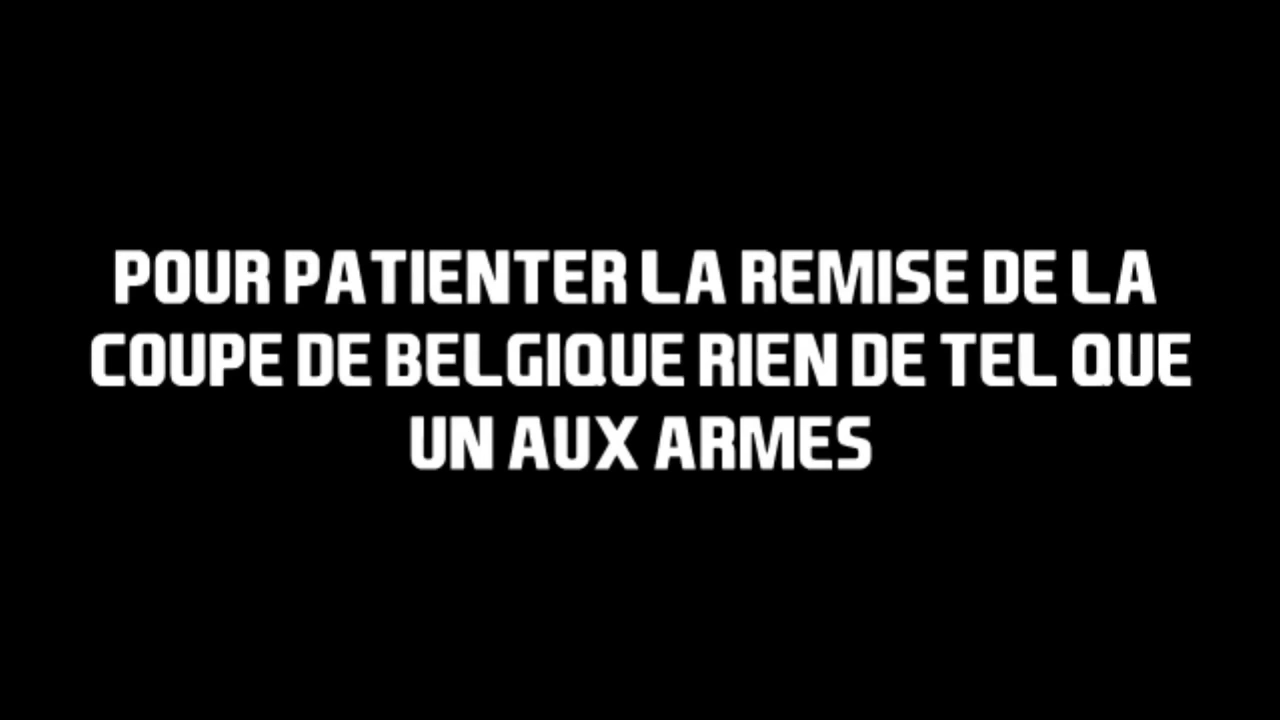 POUR PATIENTER LA REMISE DE LA
COUPE DE BELGIQUE RIEN DE TEL QUE
UN AUX ARMES